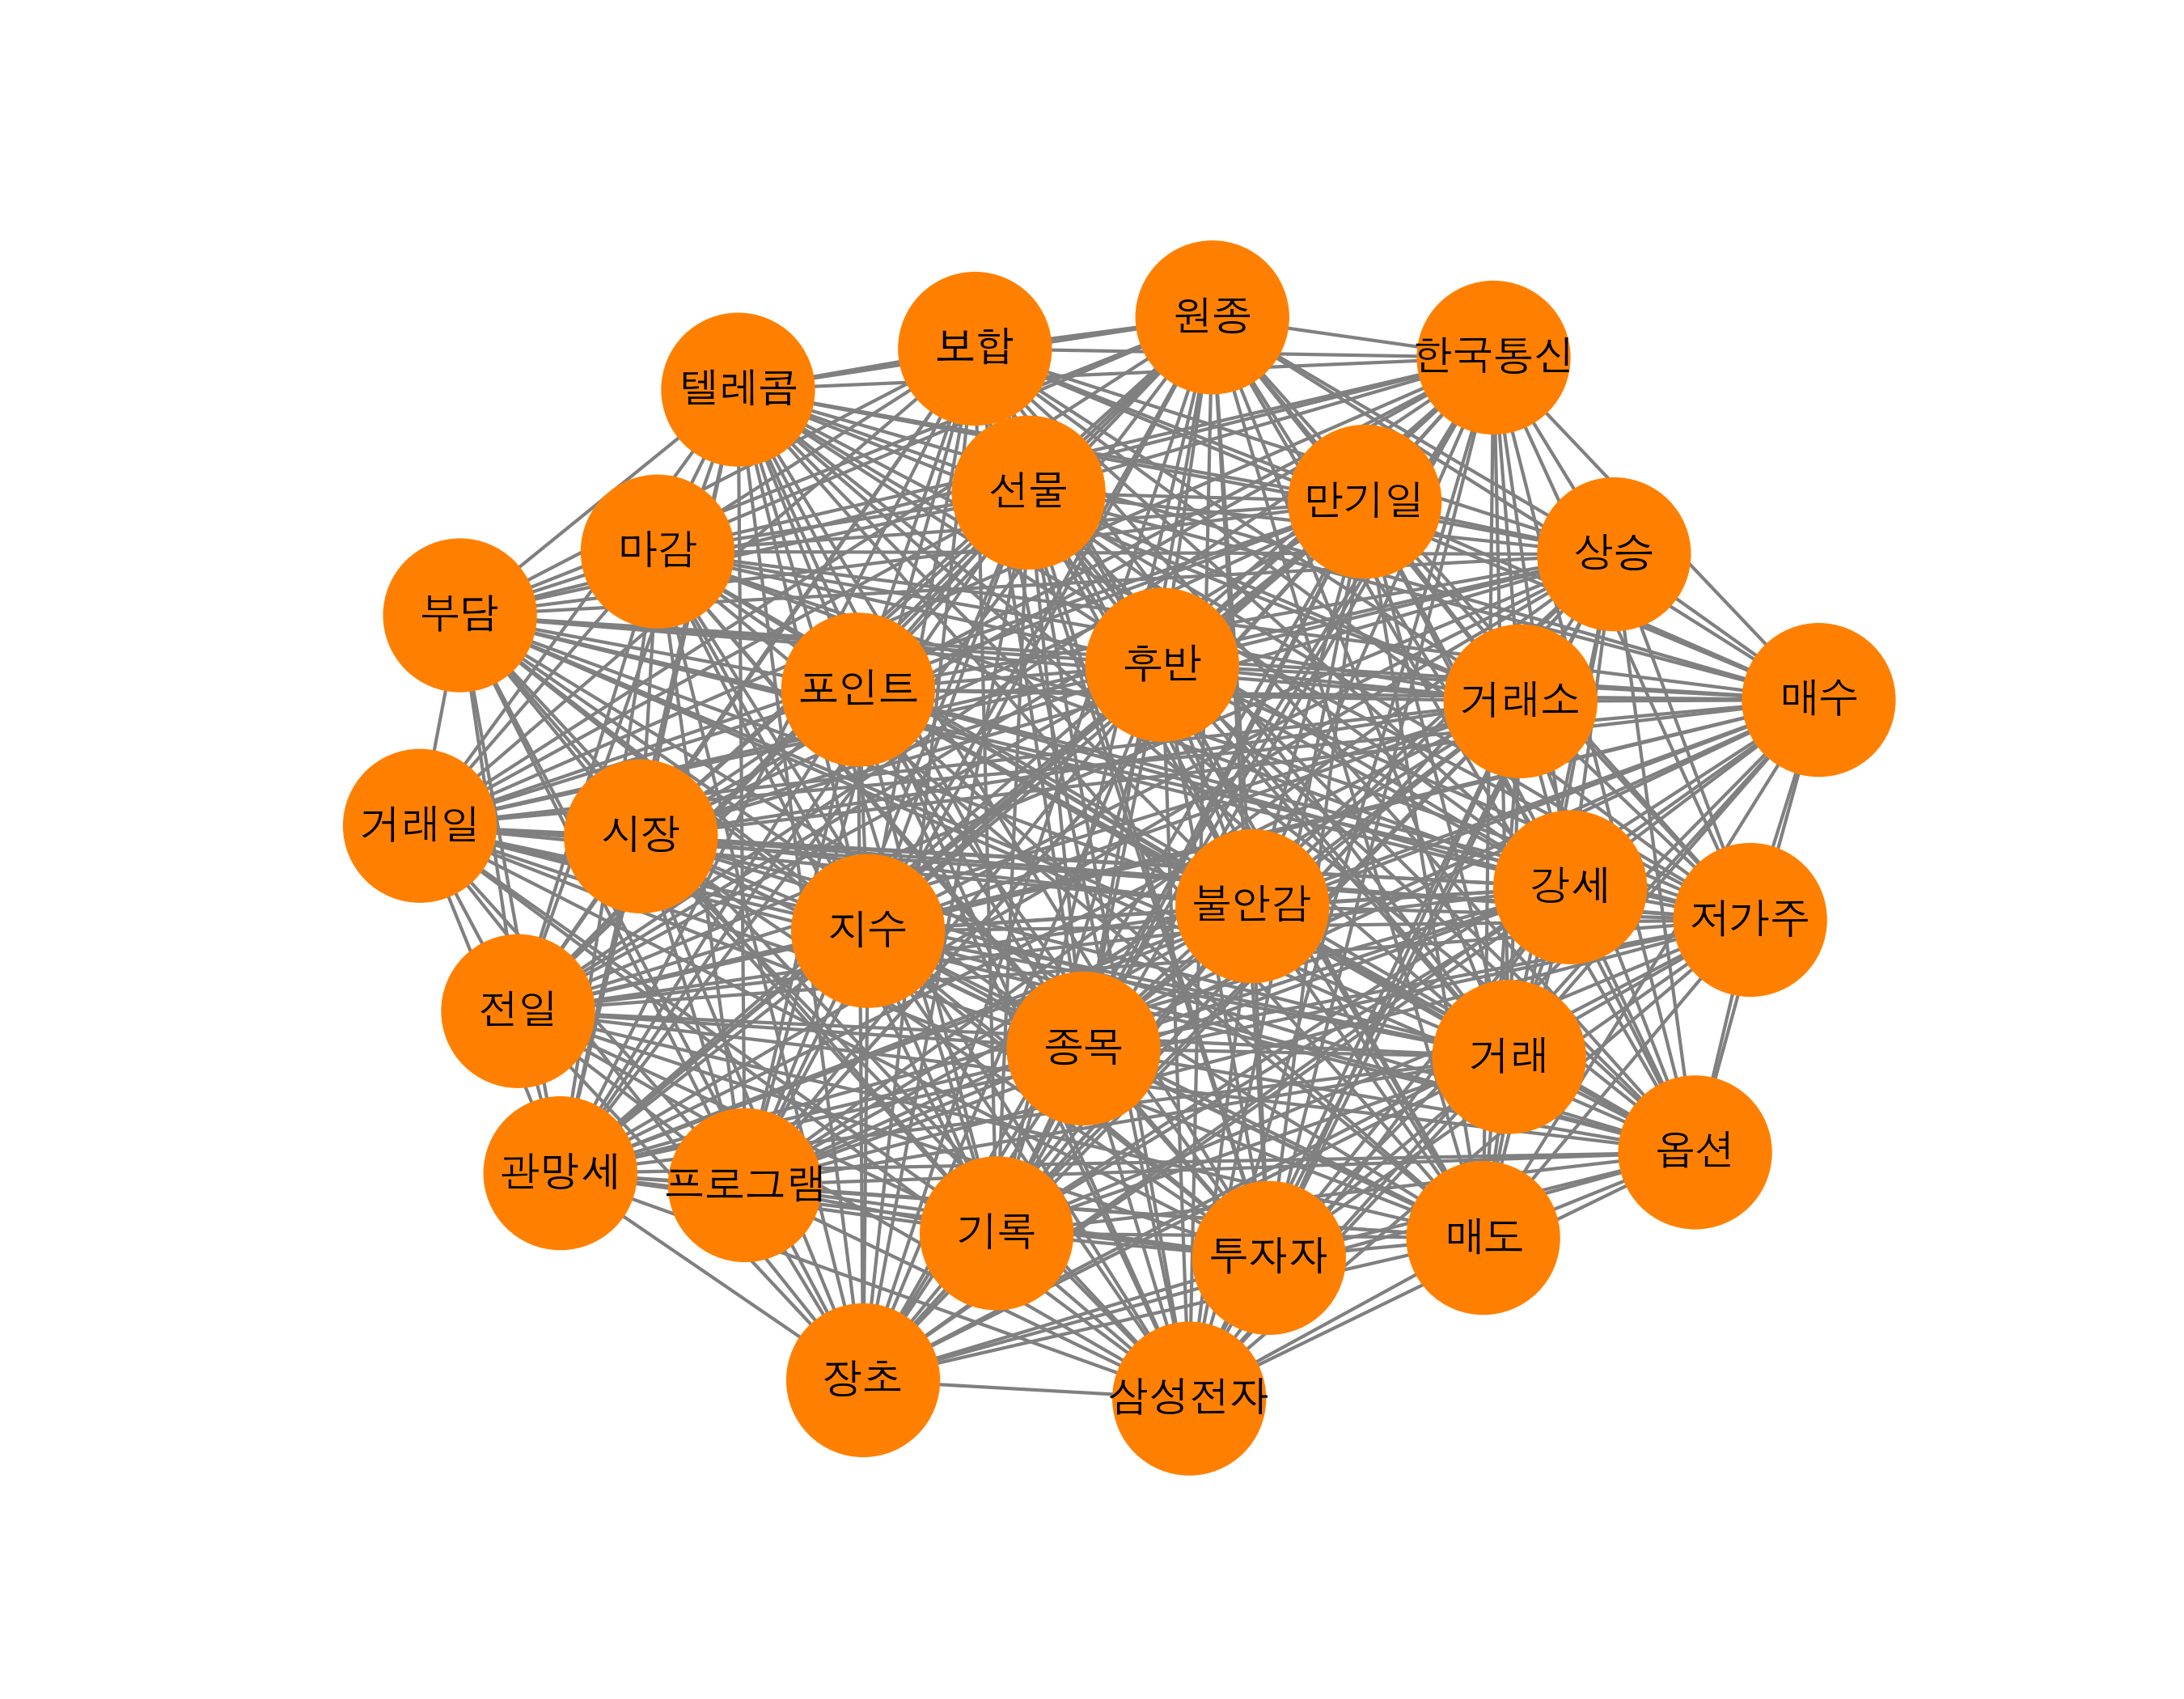 원종
보합
한국통신
텔레콤
선물
만기일
마감
상승
부담
후반
포인트
거래소
매수
거래일
시장
강세
불안감
저가주
지수
전일
종목
거래
옵션
관망세
프로그램
기록
매도
투자자
장초
삼성전자